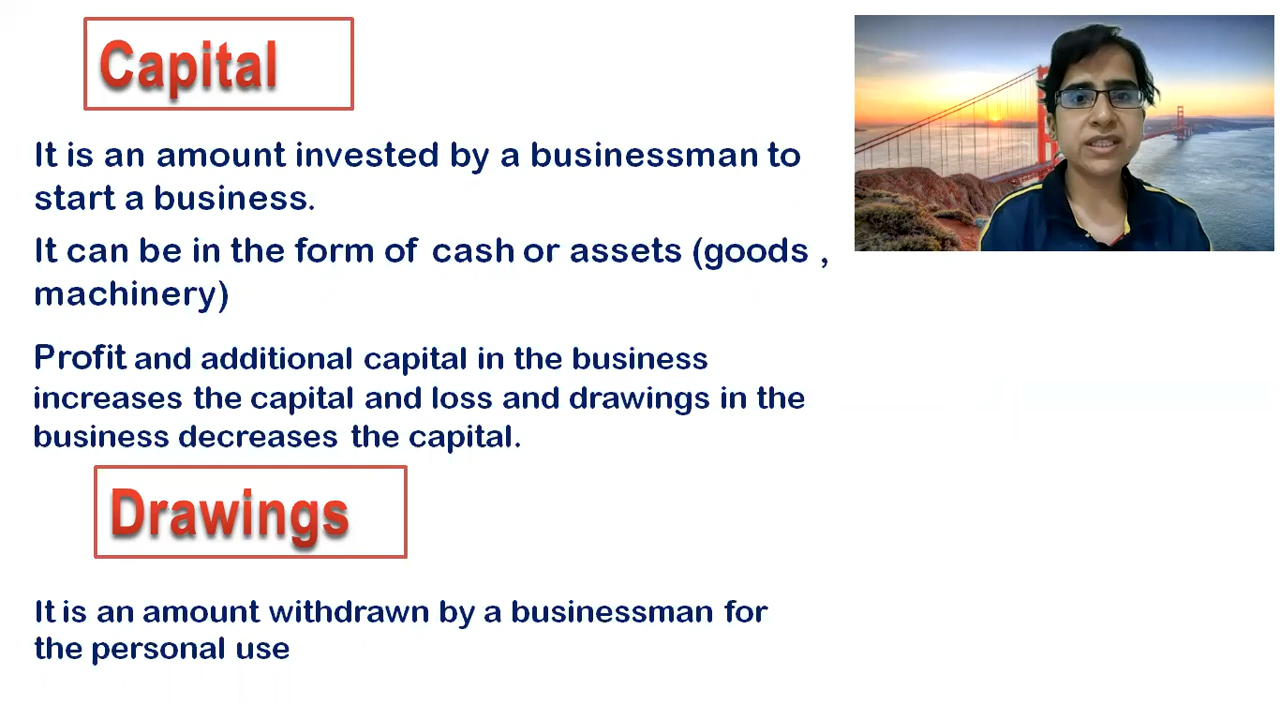 Capital
It is an amount invested by a businessman to
start a business.
It can be in the form of cash or assets (goods ,
machinery)
Profit and additional capital in the business
increases the capital and loss and drawings in the
business decreases the capital.
Drawings
It is an amount withdrawn by a businessman for
the personal use